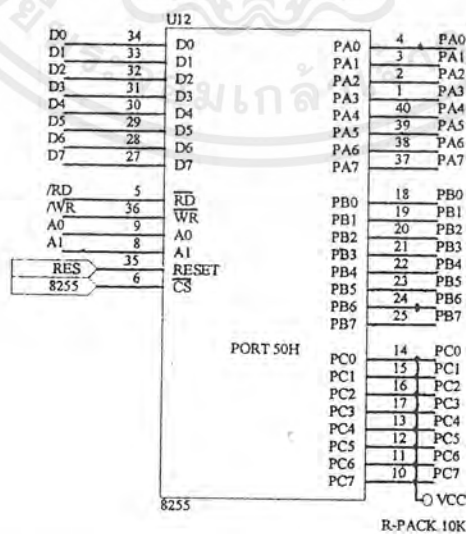 U12
D0 34 D0 PA0 4 PA0
D1 33 D1 PA1 3 PA1
D2 32 D2 PA2 2 PA2
D3 31 D3 PA3 1 PA3
D4 30 D4 PA4 40 PA4
D5 29 D5 PA5 39 PA5
D6 28 D6 PA6 38 PA6
D7 27 D7 PA7 37 PA7
/RD 5 RD PB0 18 PB0
/WR 36 WR PB1 19 PB1
A0 9 A0 PB2 20 PB2
A1 8 A1 PB3 21 PB3
RES 35 RESET PB4 22 PB4
8255 6 CS PB5 23 PB5
PB6 24 PB6
PB7 25 PB7
PORT 50H
PC0 14 PC0
PC1 15 PC1
PC2 16 PC2
PC3 17 PC3
PC4 13 PC4
PC5 12 PC5
PC6 11 PC6
PC7 10 PC7
8255
VCC
R-PACK 10K